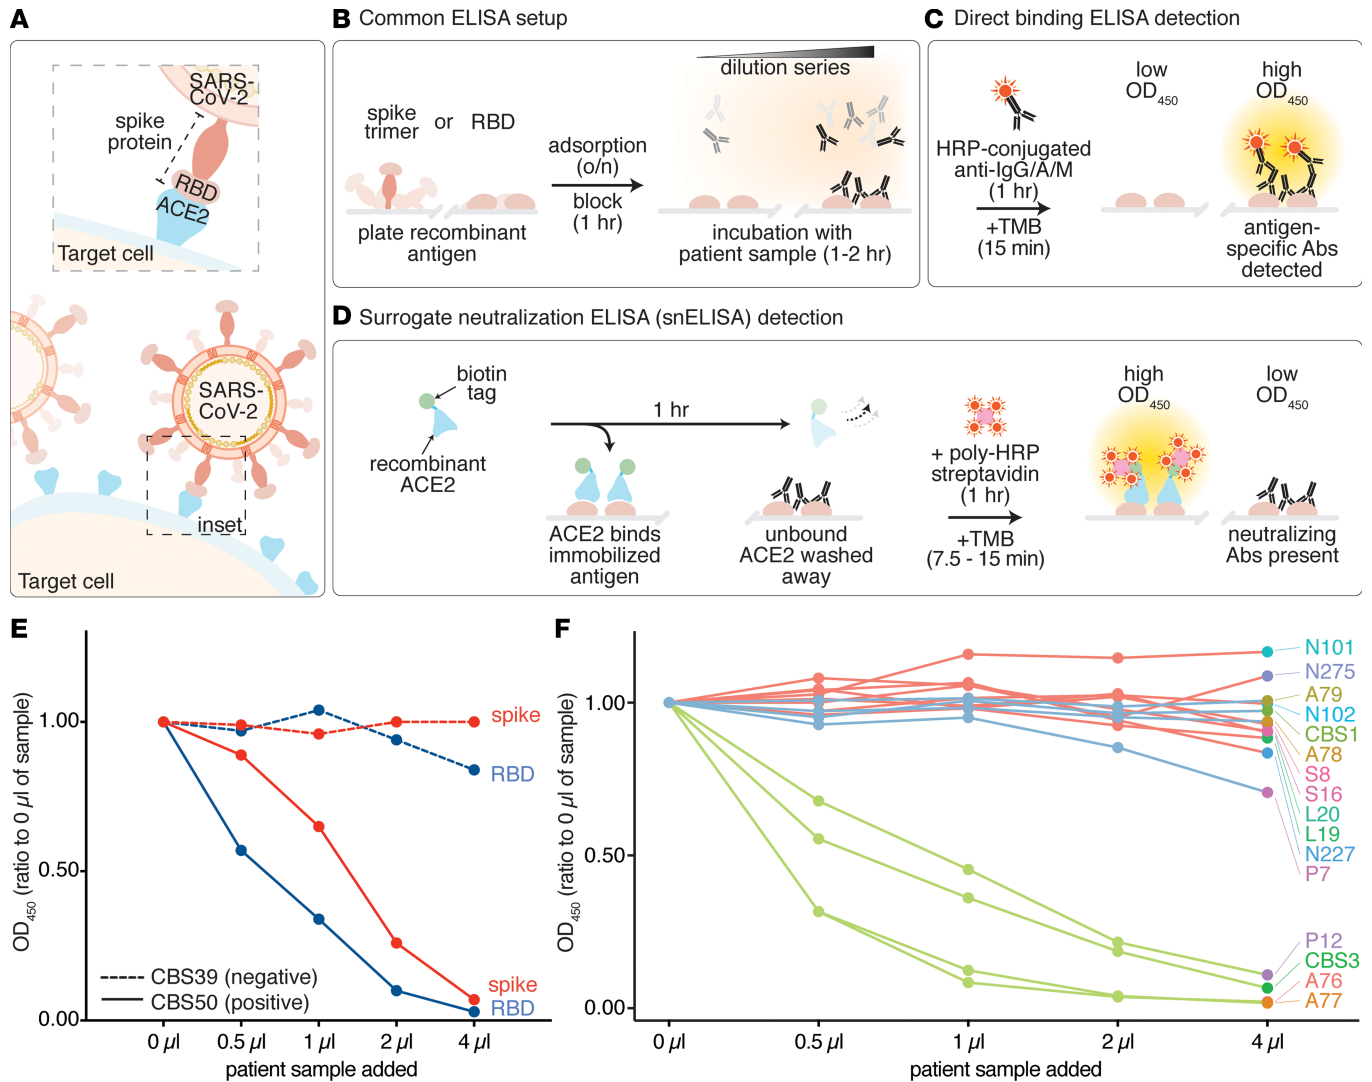 A
SARS-
CoV-2
spike
protein
RBD
ACE2
Target cell
SARS-
CoV-2
inset
Target cell
B Common ELISA setup
dilution series
spike
trimer or RBD
adsorption
(o/n)
block
(1 hr)
plate recombinant
antigen
incubation with
patient sample (1-2 hr)
C Direct binding ELISA detection
HRP-conjugated
anti-IgG/A/M
(1 hr)
+TMB
(15 min)
low
OD450
high
OD450
antigen-
specific Abs
detected
D Surrogate neutralization ELISA (snELISA) detection
biotin
tag
recombinant
ACE2
1 hr
ACE2 binds
immobilized
antigen
unbound
ACE2 washed
away
+ poly-HRP
streptavidin
(1 hr)
+TMB
(7.5 - 15 min)
high
OD450
low
OD450
neutralizing
Abs present
E
OD450 (ratio to 0 µl of sample)
1.00
0.50
0.00
spike
RBD
spike
RBD
CBS39 (negative)
CBS50 (positive)
0 µl 0.5 µl 1 µl 2 µl 4 µl
patient sample added
F
OD450 (ratio to 0 µl of sample)
1.00
0.50
0.00
N101
N275
A79
N102
CBS1
A78
S8
S16
L20
L19
N227
P7
P12
CBS3
A76
A77
0 µl 0.5 µl 1 µl 2 µl 4 µl
patient sample added